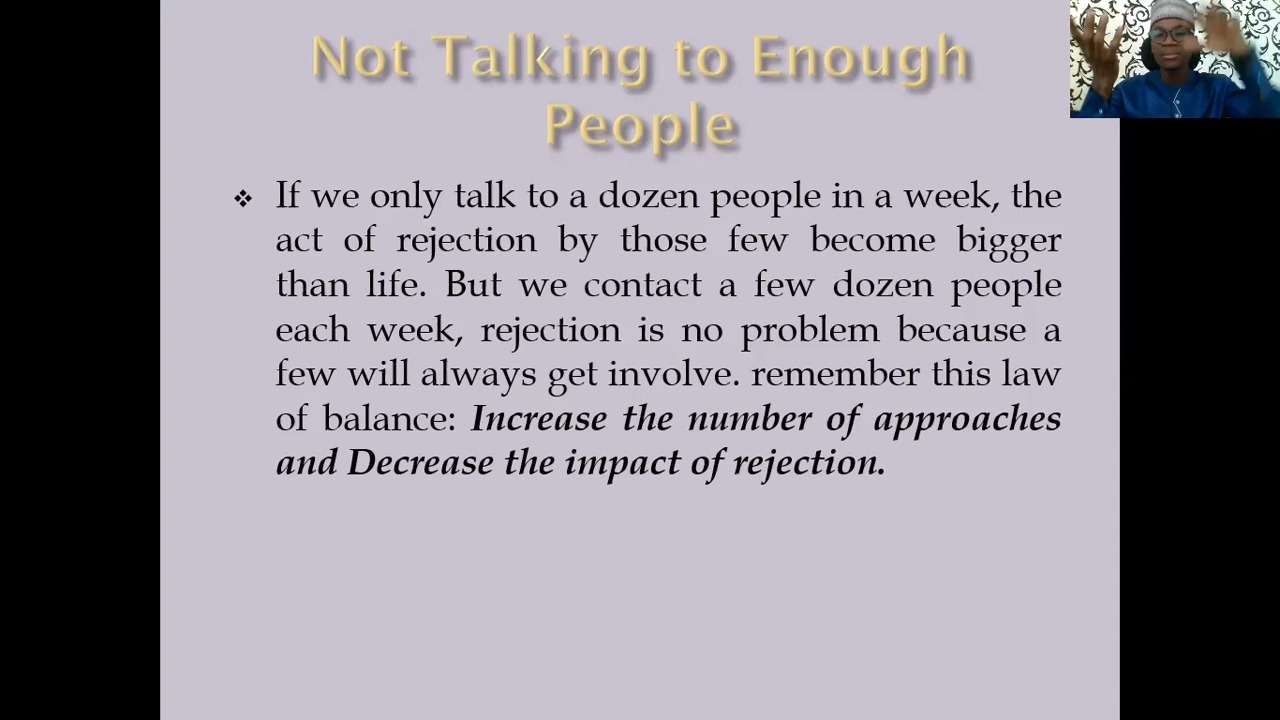 Not Talking to Enough
People
❖ If we only talk to a dozen people in a week, the
act of rejection by those few become bigger
than life. But we contact a few dozen people
each week, rejection is no problem because a
few will always get involve. remember this law
of balance: Increase the number of approaches
and Decrease the impact of rejection.